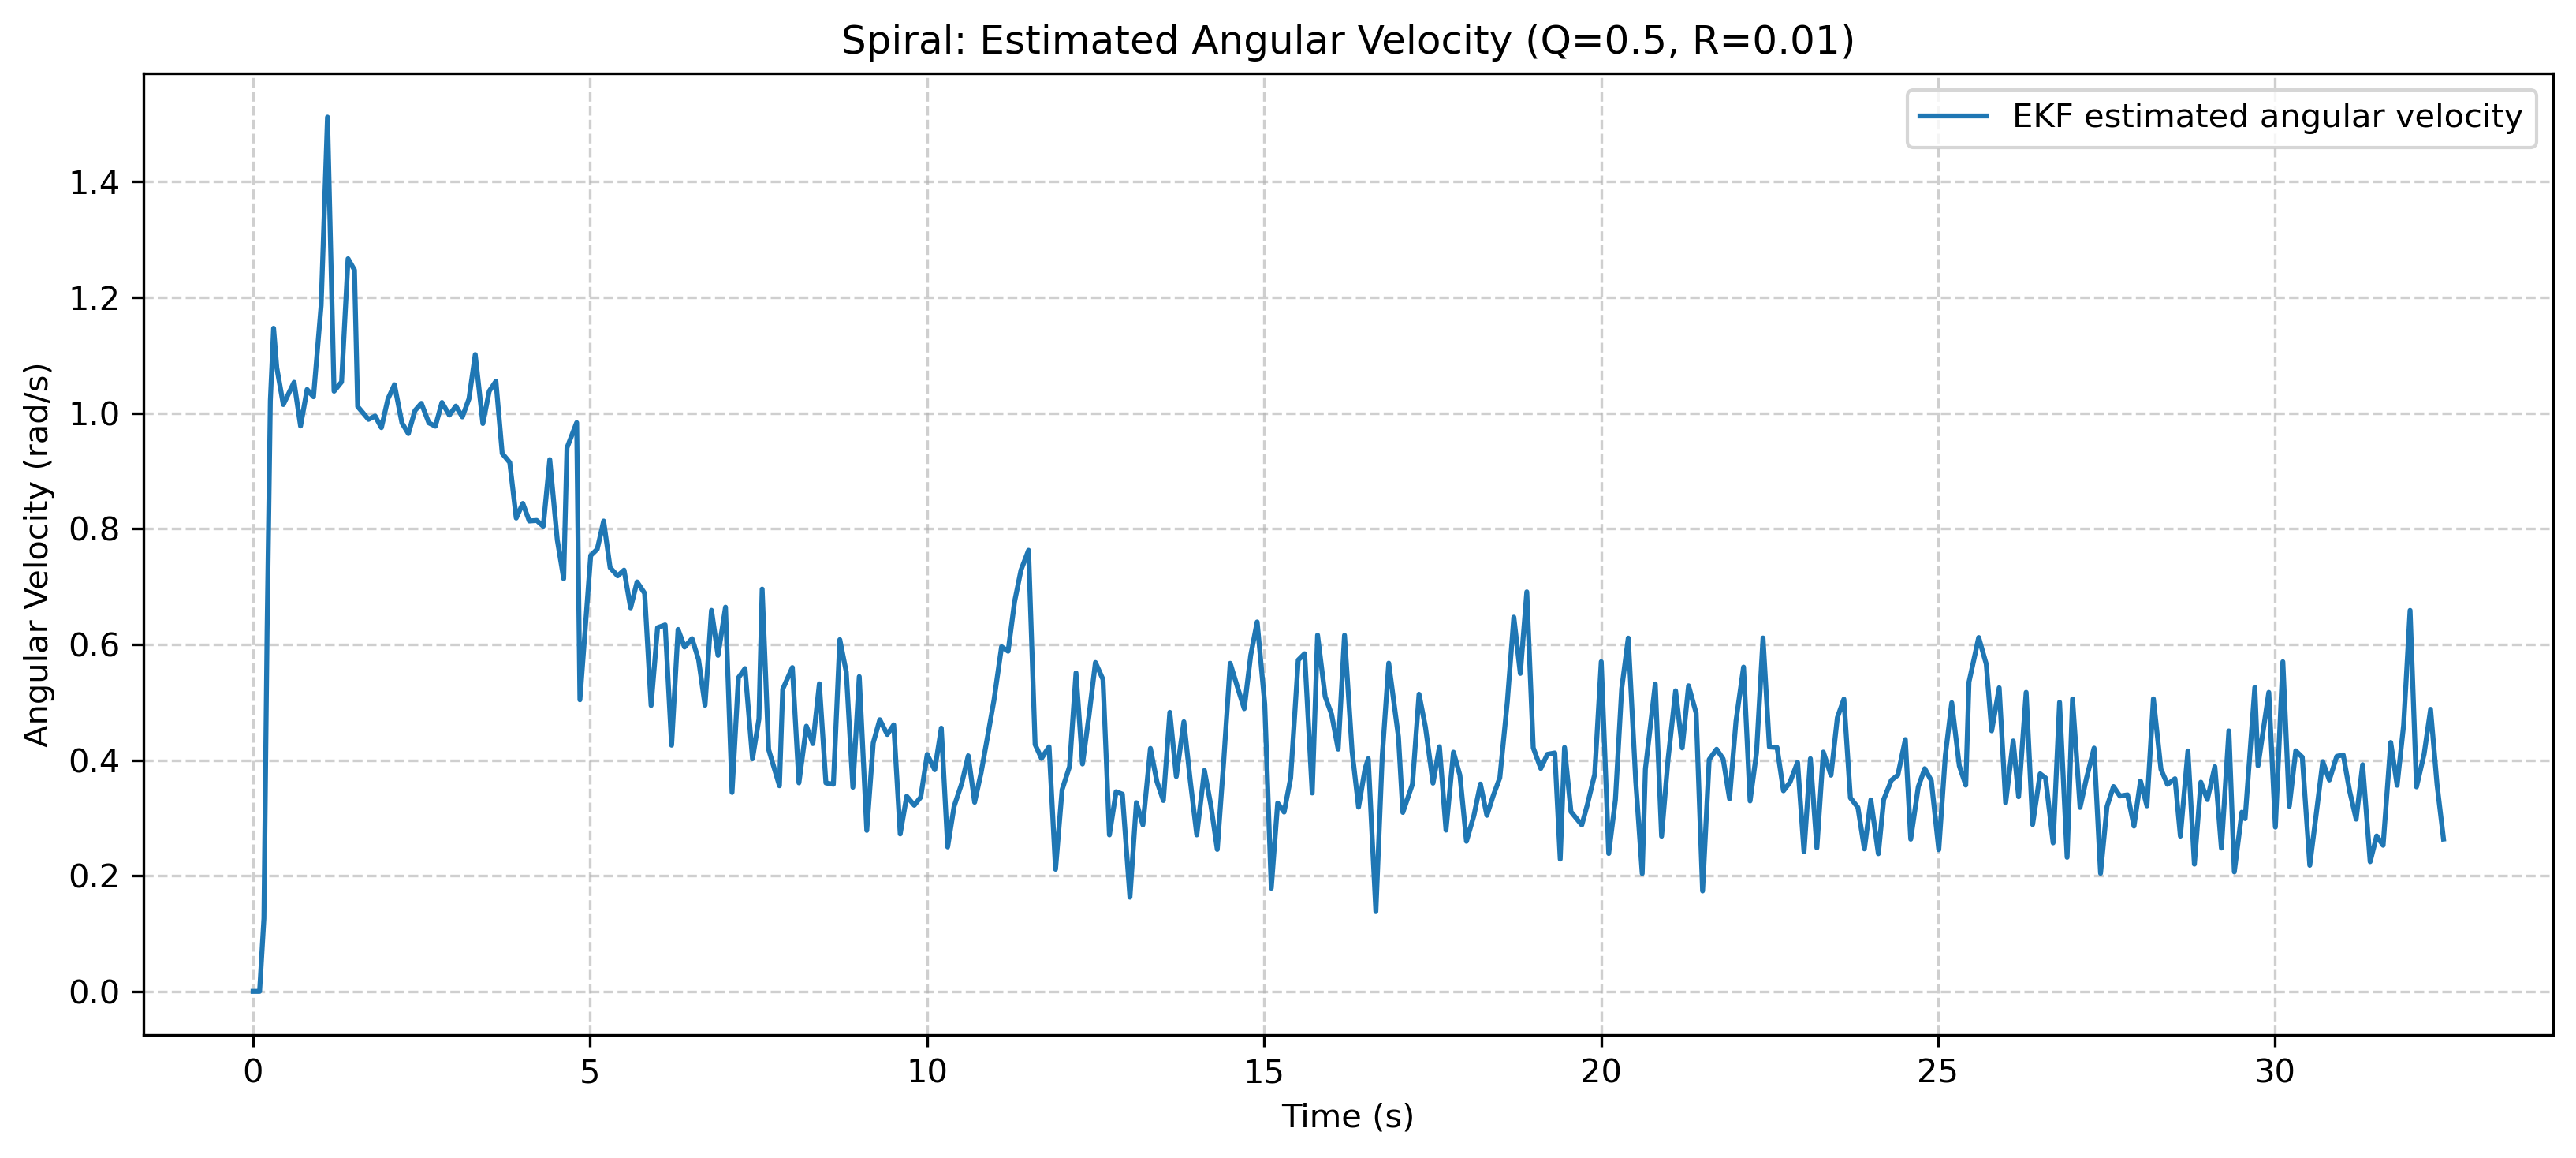 Spiral: Estimated Angular Velocity (Q=0.5, R=0.01)
EKF estimated angular velocity
Angular Velocity (rad/s)
1.4
1.2
1.0
0.8
0.6
0.4
0.2
0.0
0 5 10 15 20 25 30
Time (s)